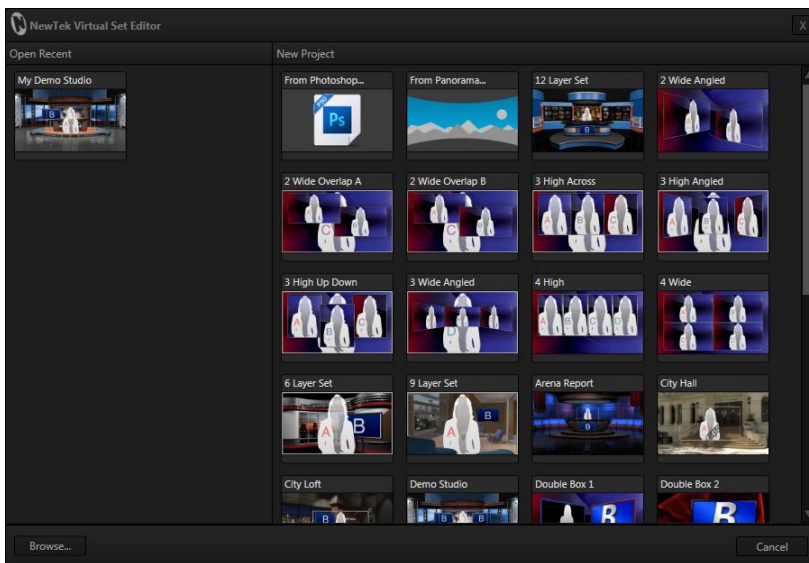 NewTek Virtual Set Editor
X
Open Recent
New Project
My Demo Studio
B
From Photoshop...
PSD
Ps
From Panorama...
12 Layer Set
B
2 Wide Angled
A
B
2 Wide Overlap A
A
B
C
2 Wide Overlap B
A
B
C
3 High Across
A
B
C
3 High Angled
A
B
C
3 High Up Down
A
B
C
3 Wide Angled
A
B
C
D
4 High
A
B
C
D
4 Wide
A
B
A
B
6 Layer Set
A
B
9 Layer Set
A
B
Arena Report
B
City Hall
A
City Loft
B
Demo Studio
B
B
Double Box 1
B
Double Box 2
B
Browse...
Cancel